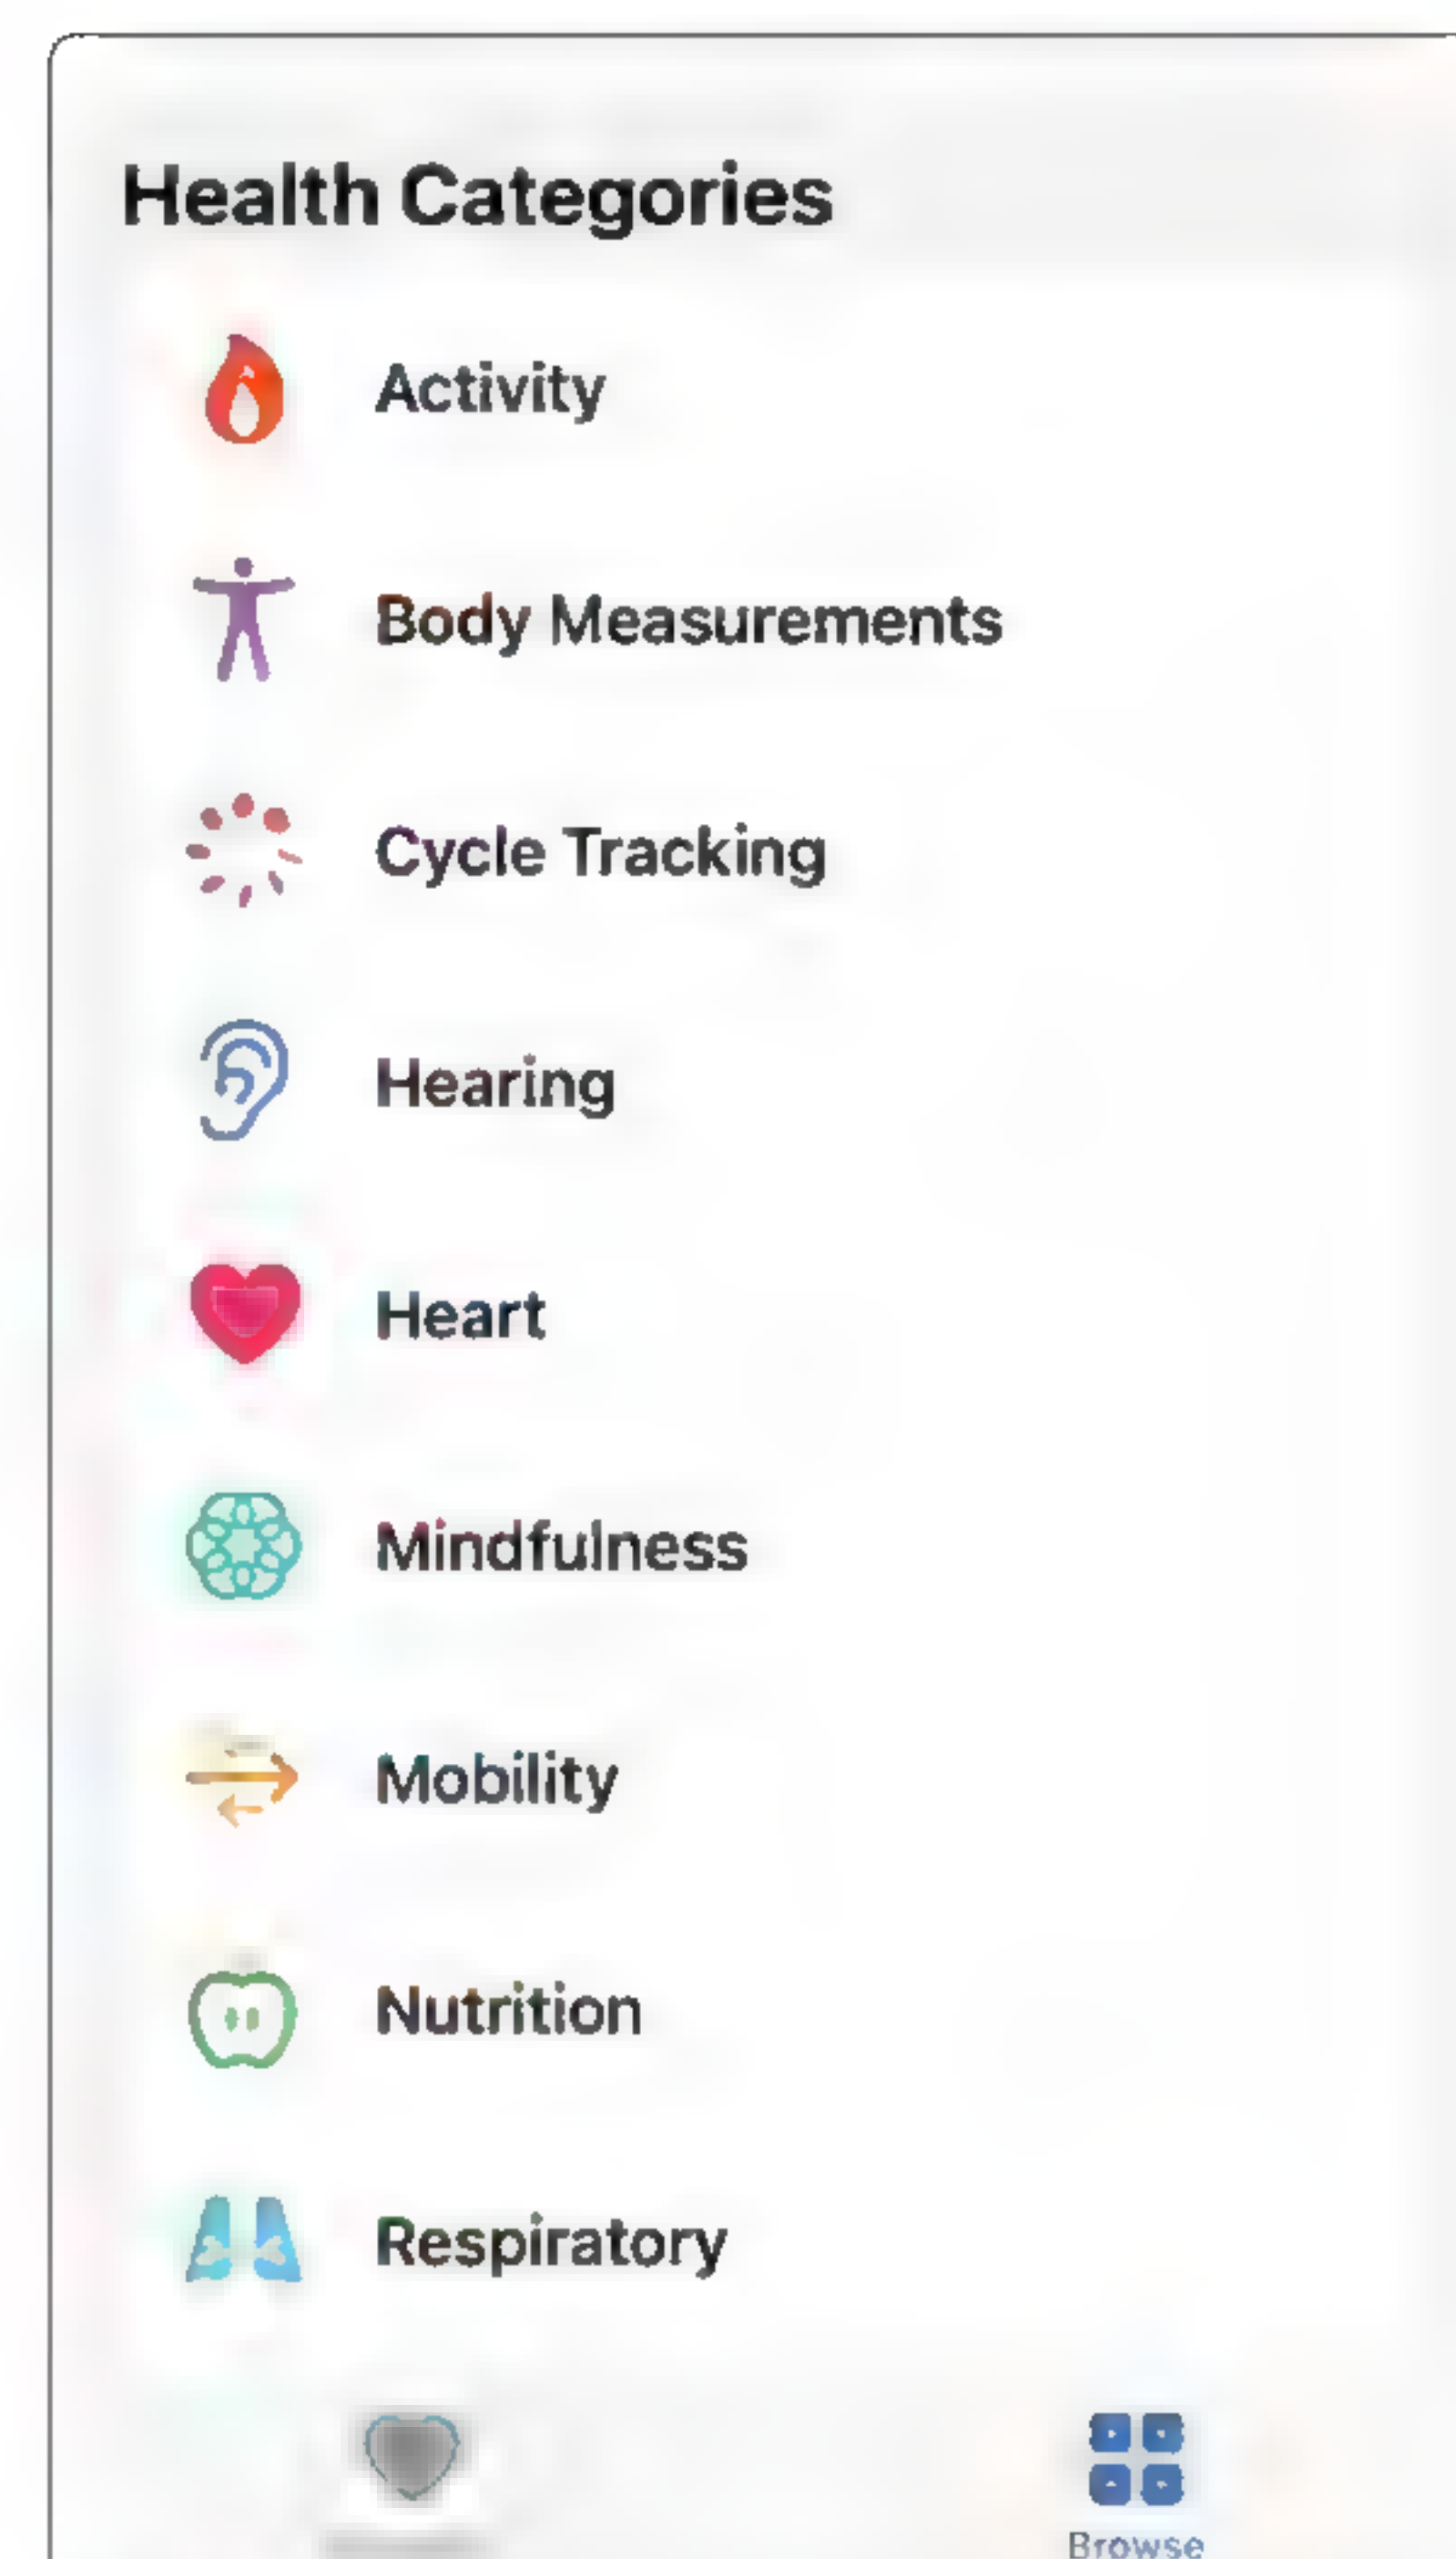 Health Categories
Activity
Body Measurements
Cycle Tracking
Hearing
Heart
Mindfulness
Mobility
Nutrition
Respiratory
Browse